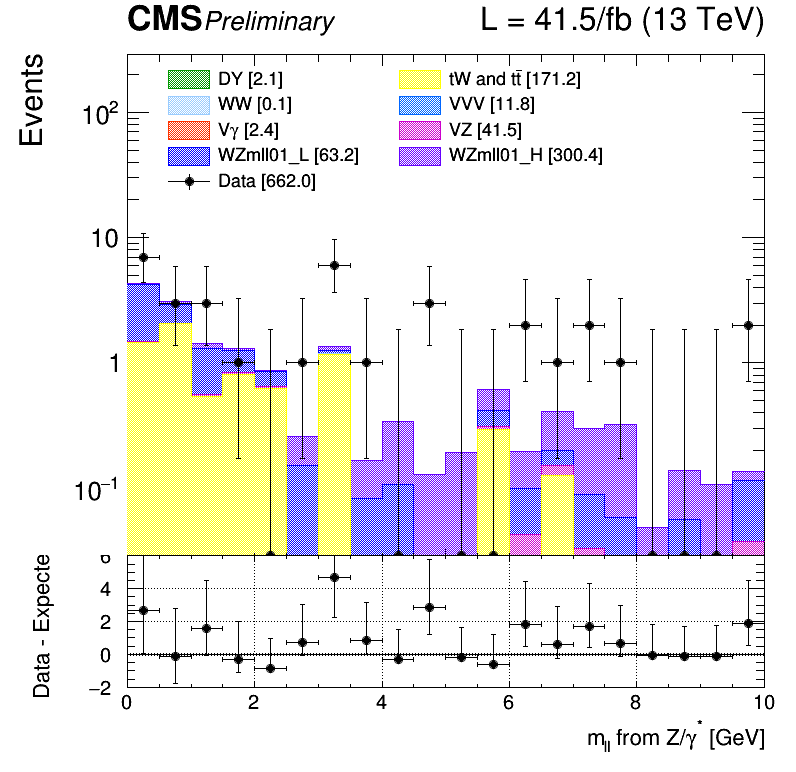 CMS Preliminary L = 41.5/fb (13 TeV)
Events
DY [2.1] tW and tt̄ [171.2]
WW [0.1] VVV [11.8]
Vγ [2.4] VZ [41.5]
WZmll01_L [63.2] WZmll01_H [300.4]
Data [662.0]
10²
10
1
10⁻¹
Data - Expecte
6
4
2
0
−2
0 2 4 6 8 10
m_ll from Z/γ* [GeV]